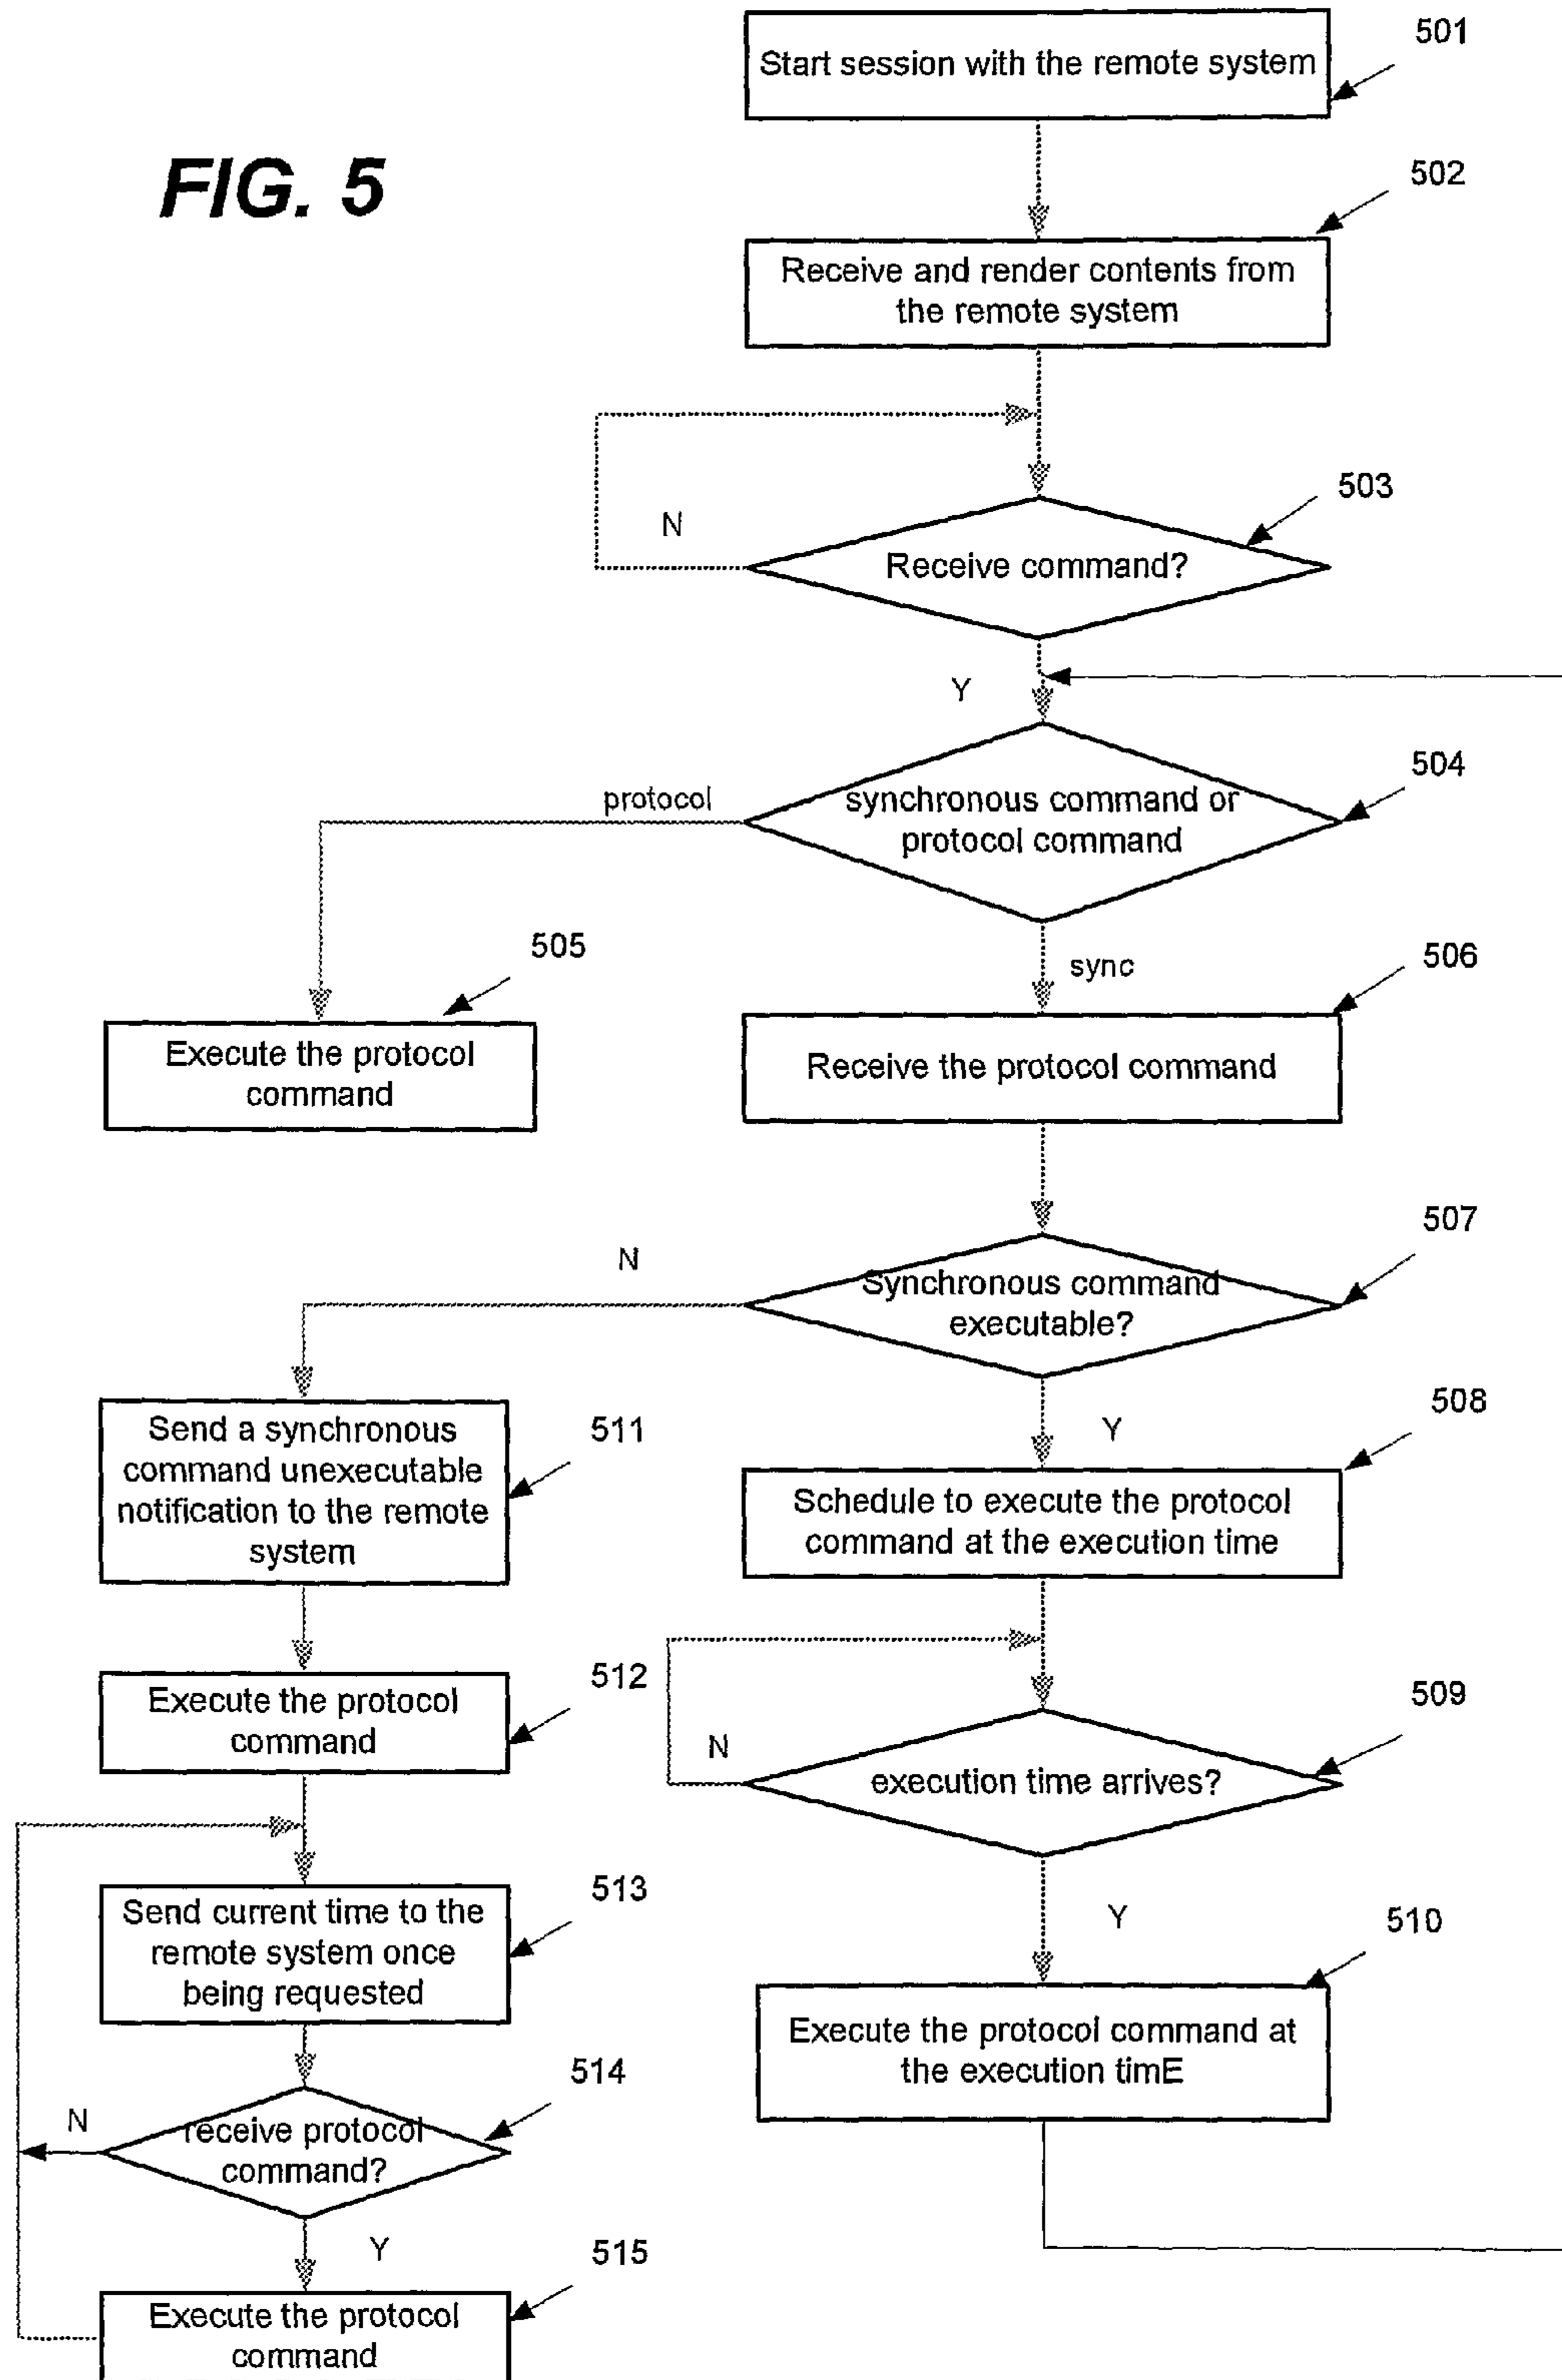 501
Start session with the remote system
FIG. 5
502
Receive and render contents from
the remote system
503
N
Receive command?
Y
504
protocol
synchronous command or
protocol command
505
sync
506
Execute the protocol
command
Receive the protocol command
507
N
Synchronous command
executable?
508
Y
511
Send a synchronous
command unexecutable
notification to the remote
system
Schedule to execute the protocol
command at the execution time
512
Execute the protocol
command
509
N
execution time arrives?
513
Send current time to the
remote system once
being requested
Y
510
Execute the protocol command at
the execution timE
514
N
receive protocol
command?
Y
515
Execute the protocol
command